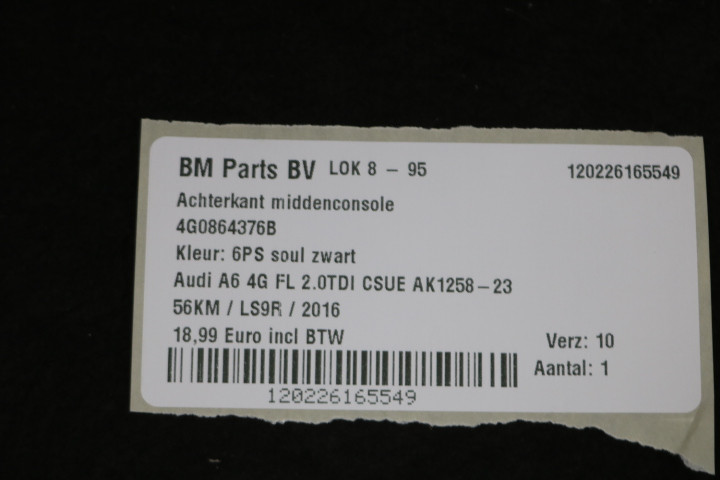 BM Parts BV LOK 8 - 95 120226165549
Achterkant middenconsole
4G0864376B
Kleur: 6PS soul zwart
Audi A6 4G FL 2.0TDI CSUE AK1258-23
56KM / LS9R / 2016
18,99 Euro incl BTW Verz: 10
Aantal: 1
120226165549